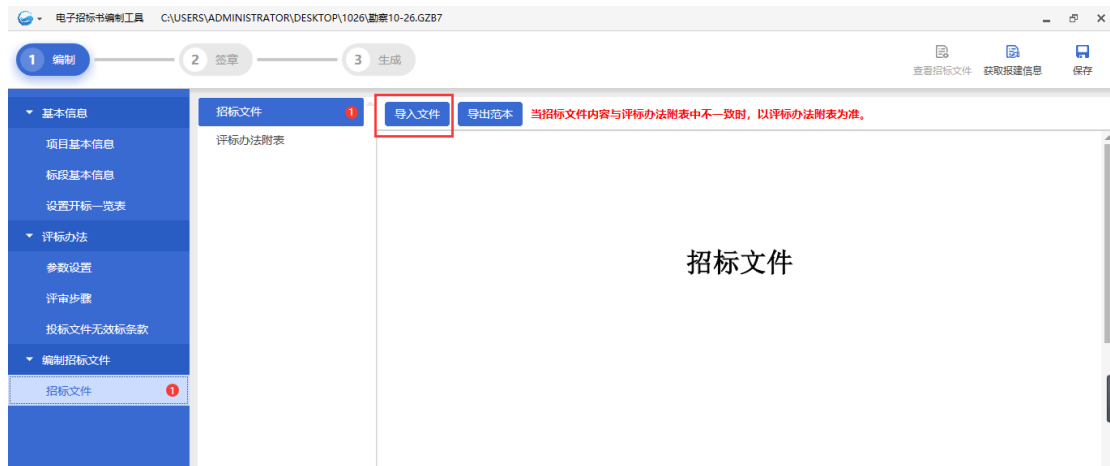 电子招标书编制工具 C:\USERS\ADMINISTRATOR\DESKTOP\1026\勘察10-26.GZB7
1 编制 2 签章 3 生成
查看招标文件 获取报建信息 保存
基本信息
项目基本信息
标段基本信息
设置开标一览表
评标办法
参数设置
评审步骤
投标文件无效标条款
编制招标文件
招标文件 1
招标文件 1
评标办法附表
导入文件 导出范本 当招标文件内容与评标办法附表中不一致时，以评标办法附表为准。
招标文件